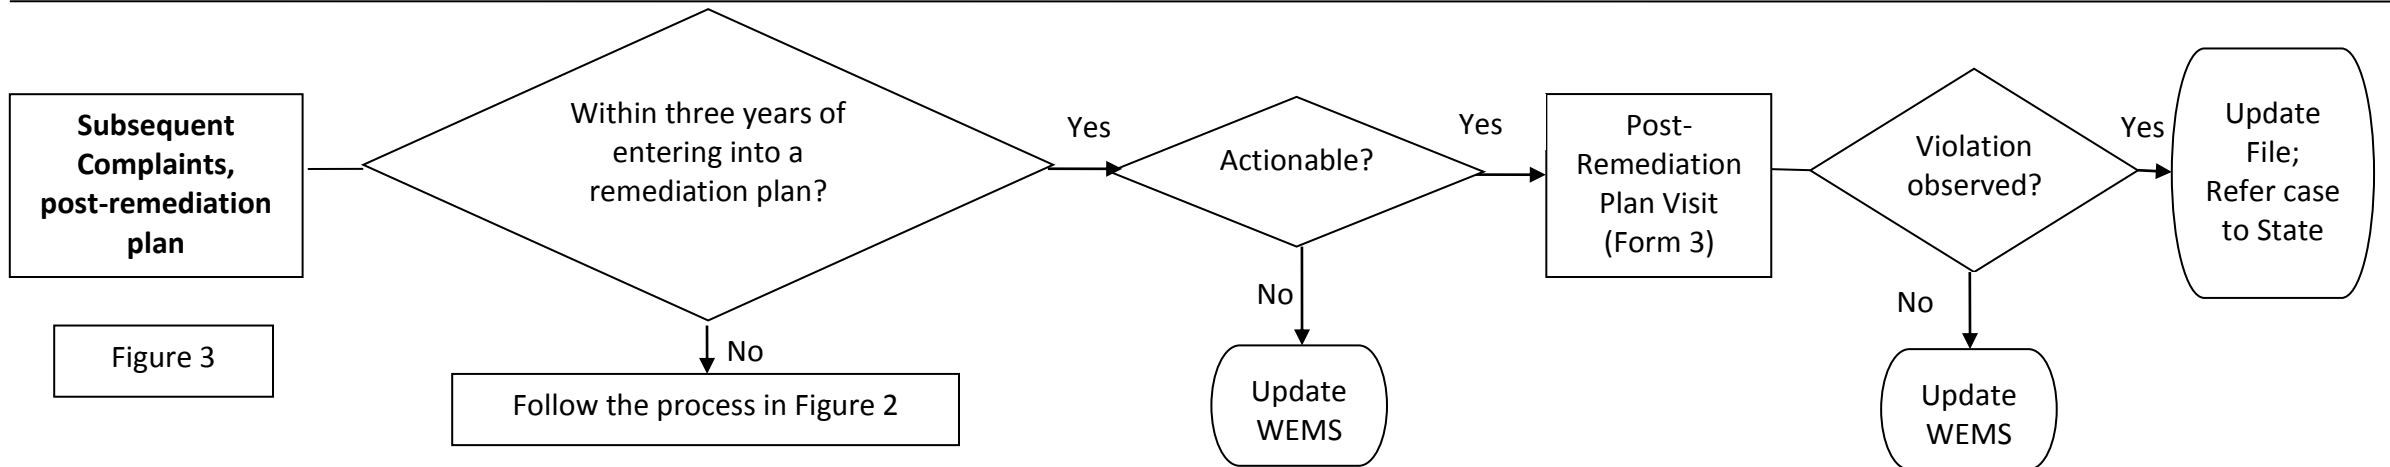 Subsequent
Complaints,
post-remediation
plan
Figure 3
Within three years of
entering into a
remediation plan?
No
Follow the process in Figure 2
Yes
Actionable?
No
Update
WEMS
Yes
Post-
Remediation
Plan Visit
(Form 3)
Violation
observed?
No
Update
WEMS
Yes
Update
File;
Refer case
to State